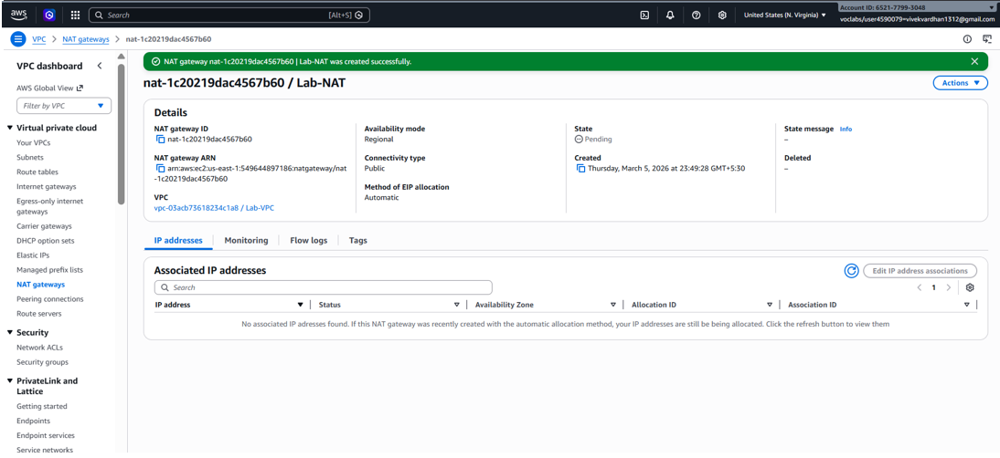 aws
Search
[Alt+S]
United States (N. Virginia)
Account ID: 6521-7799-3048
voclabs/user4590079=vivekvardhan1312@gmail.com
VPC > NAT gateways > nat-1c20219dac4567b60
VPC dashboard
AWS Global View
Filter by VPC
Virtual private cloud
Your VPCs
Subnets
Route tables
Internet gateways
Egress-only internet
gateways
Carrier gateways
DHCP option sets
Elastic IPs
Managed prefix lists
NAT gateways
Peering connections
Route servers
Security
Network ACLs
Security groups
PrivateLink and
Lattice
Getting started
Endpoints
Endpoint services
Service networks
NAT gateway nat-1c20219dac4567b60 | Lab-NAT was created successfully.
nat-1c20219dac4567b60 / Lab-NAT
Actions
Details
NAT gateway ID
nat-1c20219dac4567b60
NAT gateway ARN
arn:aws:ec2:us-east-1:549644897186:natgateway/nat
-1c20219dac4567b60
VPC
vpc-03acb73618234c1a8 / Lab-VPC
Availability mode
Regional
Connectivity type
Public
Method of EIP allocation
Automatic
State
Pending
Created
Thursday, March 5, 2026 at 23:49:28 GMT+5:30
State message Info
–
Deleted
–
IP addresses Monitoring Flow logs Tags
Associated IP addresses
Edit IP address associations
Search
1
IP address Status Availability Zone Allocation ID Association ID
No associated IP adresses found. If this NAT gateway was recently created with the automatic allocation method, your IP addresses are still be being allocated. Click the refresh button to view them